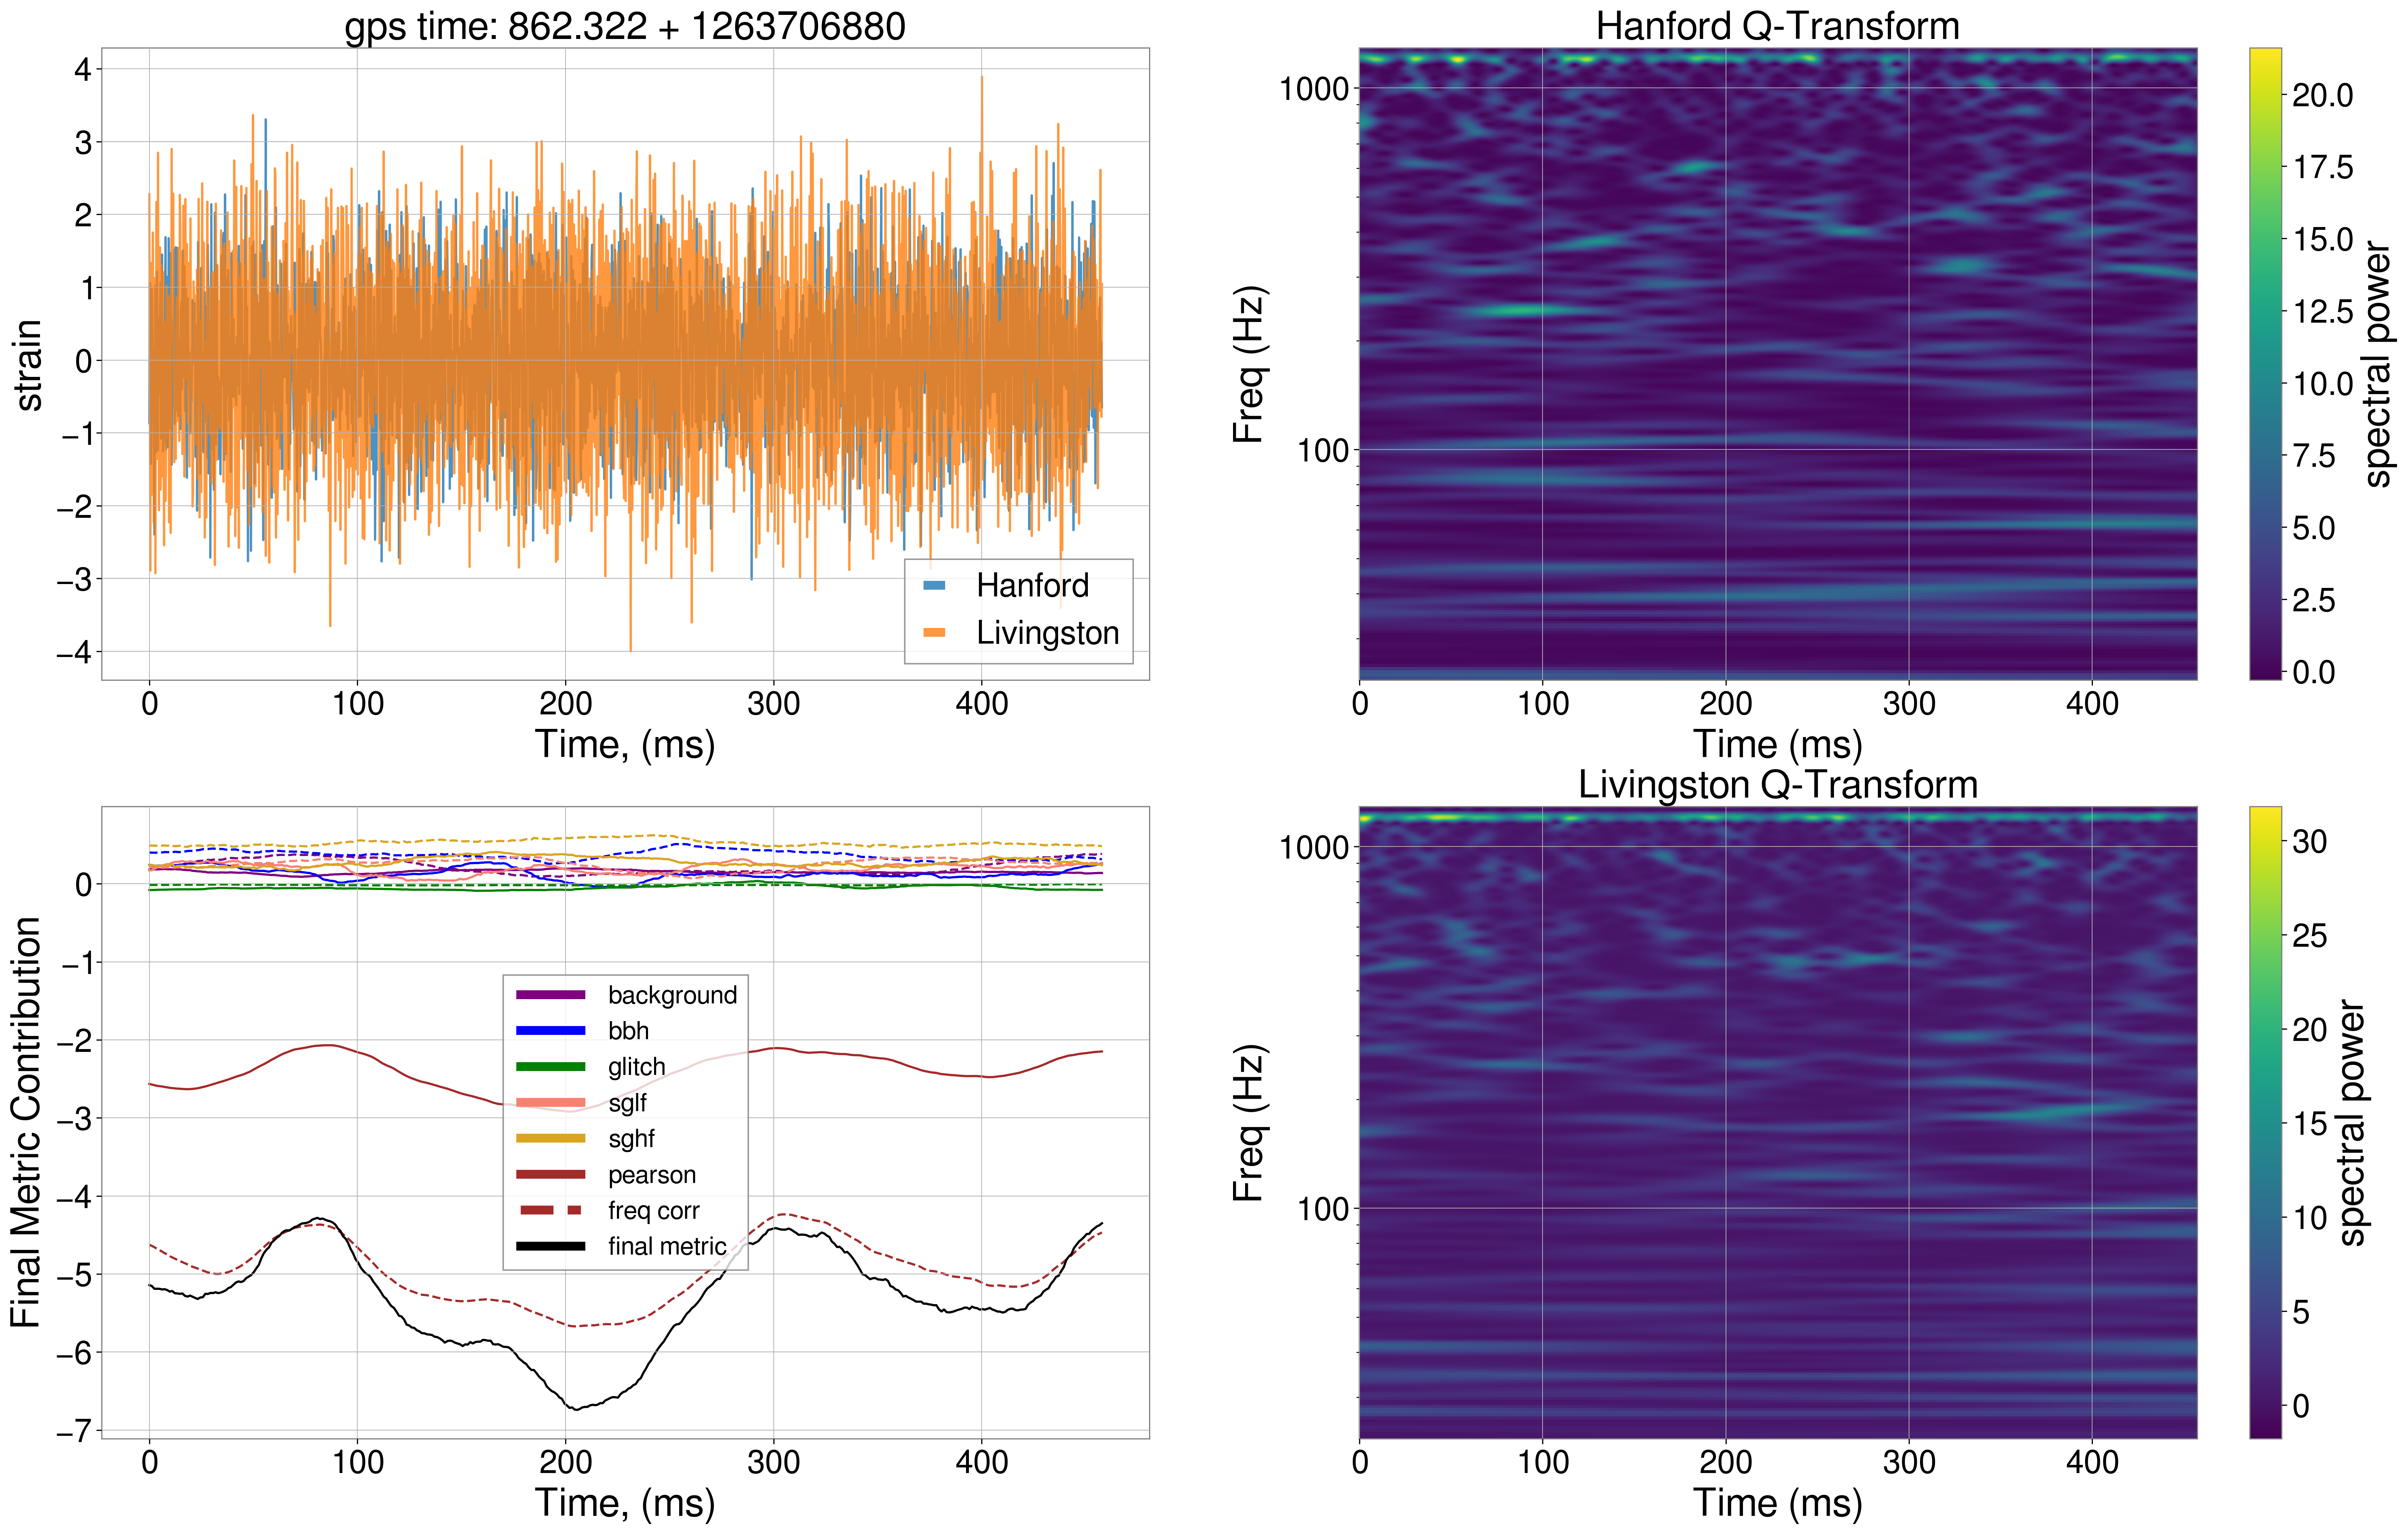 gps time: 862.322 + 1263706880
strain
4
3
2
1
0
−1
−2
−3
−4
0 100 200 300 400
Time, (ms)
Hanford
Livingston
Hanford Q-Transform
Freq (Hz)
1000
100
0 100 200 300 400
Time (ms)
20.0
17.5
15.0
12.5
10.0
7.5
5.0
2.5
0.0
spectral power
Final Metric Contribution
0
−1
−2
−3
−4
−5
−6
−7
0 100 200 300 400
Time, (ms)
background
bbh
glitch
sglf
sghf
pearson
freq corr
final metric
Livingston Q-Transform
Freq (Hz)
1000
100
0 100 200 300 400
Time (ms)
30
25
20
15
10
5
0
spectral power